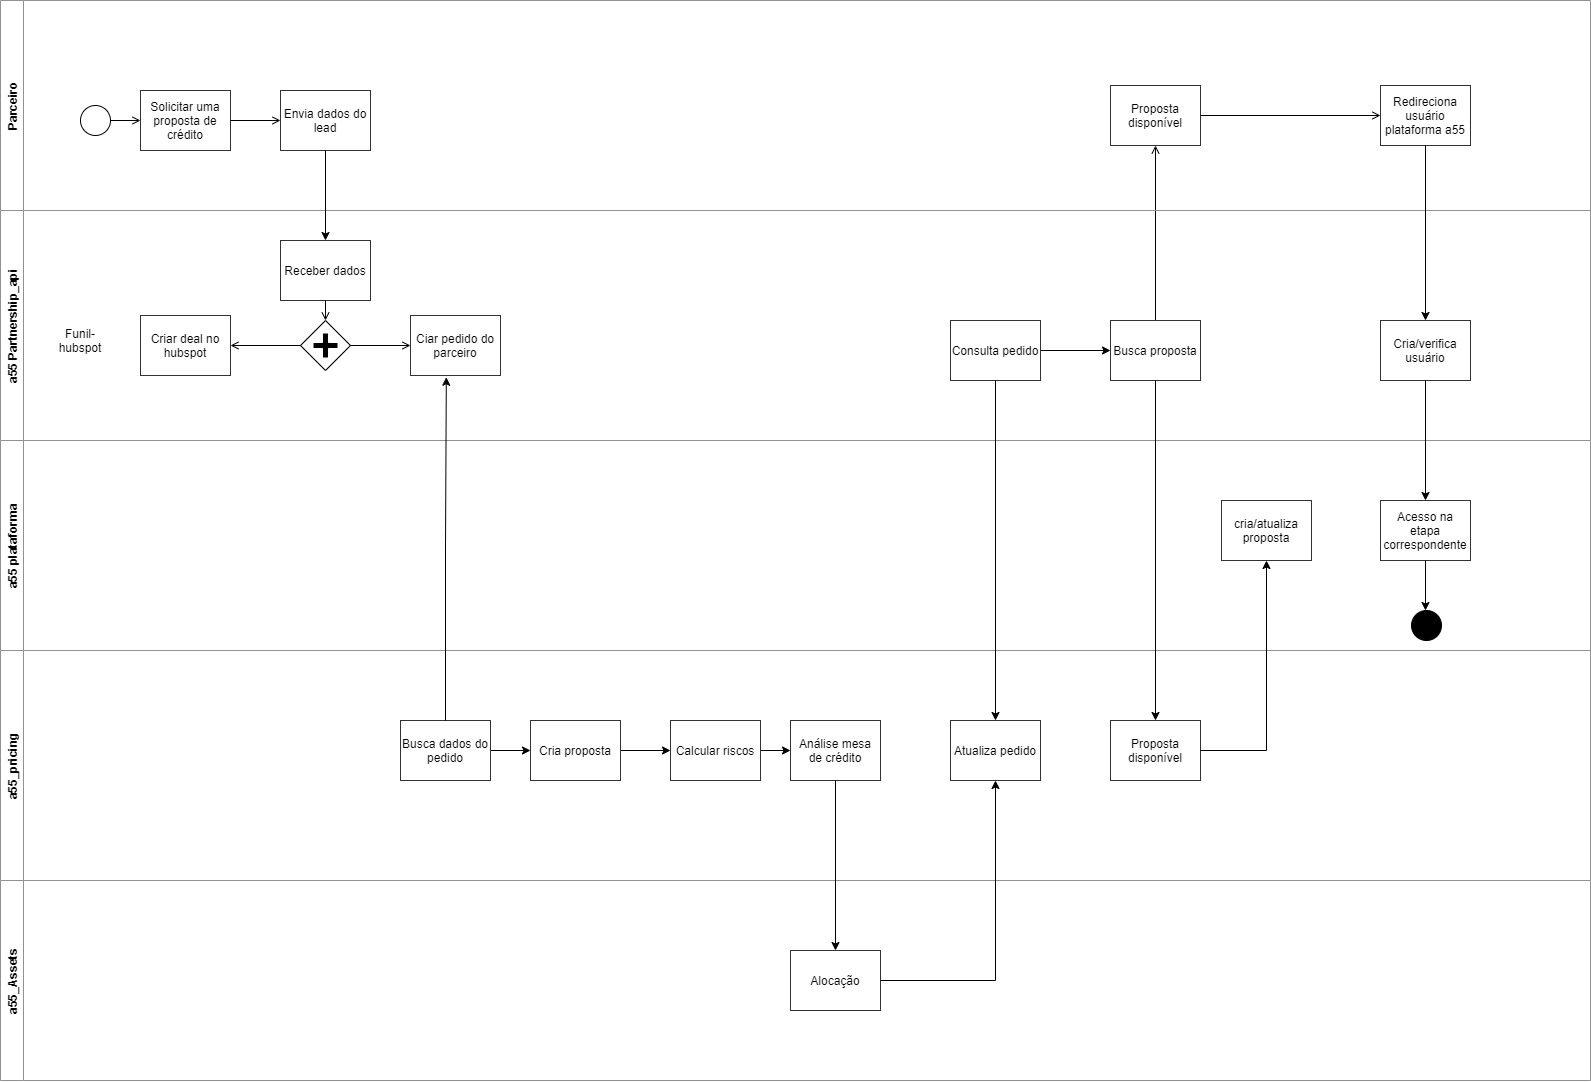 Parceiro
Solicitar uma
proposta de
crédito
Envia dados do
lead
Proposta
disponível
Redireciona
usuário
plataforma a55
a55 Partnership_api
Receber dados
Funil-
hubspot
Criar deal no
hubspot
Ciar pedido do
parceiro
Consulta pedido
Busca proposta
Cria/verifica
usuário
a55 plataforma
cria/atualiza
proposta
Acesso na
etapa
correspondente
a55_pricing
Busca dados do
pedido
Cria proposta
Calcular riscos
Análise mesa
de crédito
Atualiza pedido
Proposta
disponível
a55_Assets
Alocação